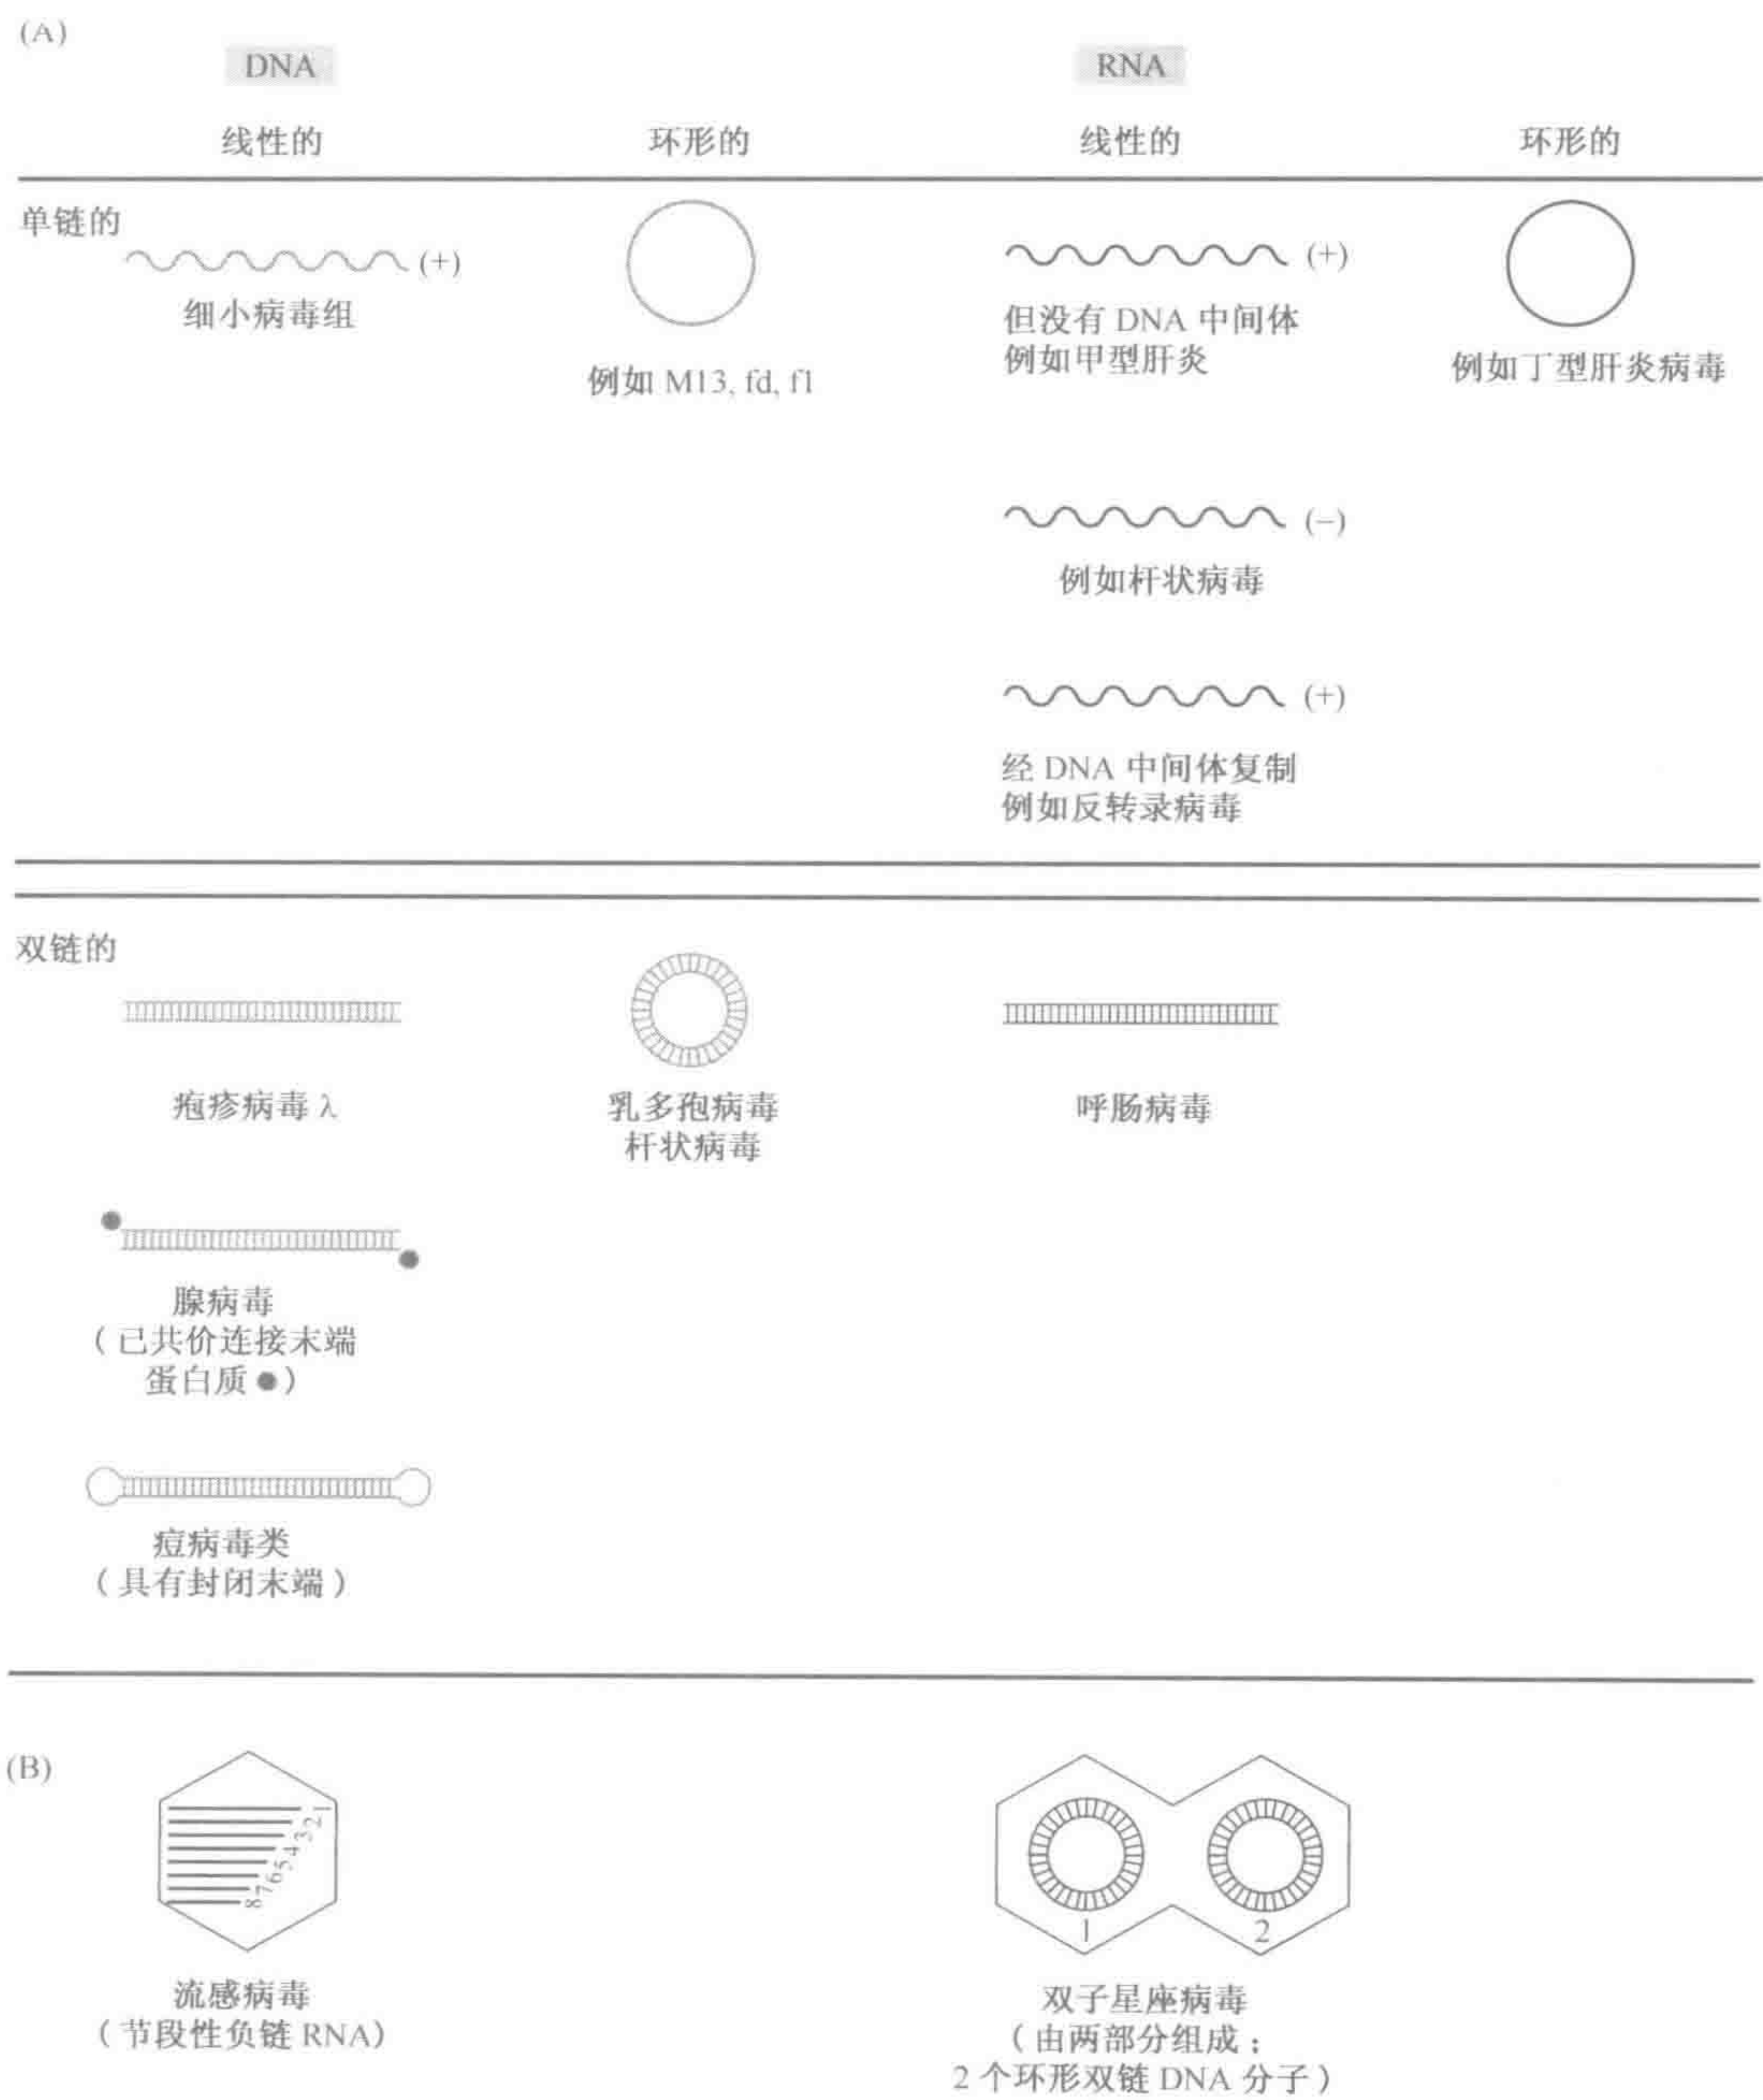 (A)
DNA
RNA
线性的
环形的
线性的
环形的
单链的
(+)
细小病毒组
例如 M13, fd, f1
(+)
但没有 DNA 中间体
例如甲型肝炎
例如丁型肝炎病毒
(−)
例如杆状病毒
(+)
经 DNA 中间体复制
例如反转录病毒
双链的
疱疹病毒 λ
乳多孢病毒
杆状病毒
呼肠病毒
腺病毒
（已共价连接末端
蛋白质 ●）
痘病毒类
（具有封闭末端）
(B)
1
2
3
4
5
6
7
8
流感病毒
（节段性负链 RNA）
1
2
双子星座病毒
（由两部分组成；
2 个环形双链 DNA 分子）